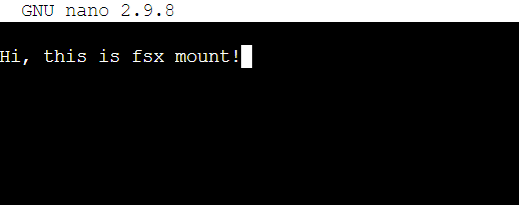 GNU nano 2.9.8
Hi, this is fsx mount!